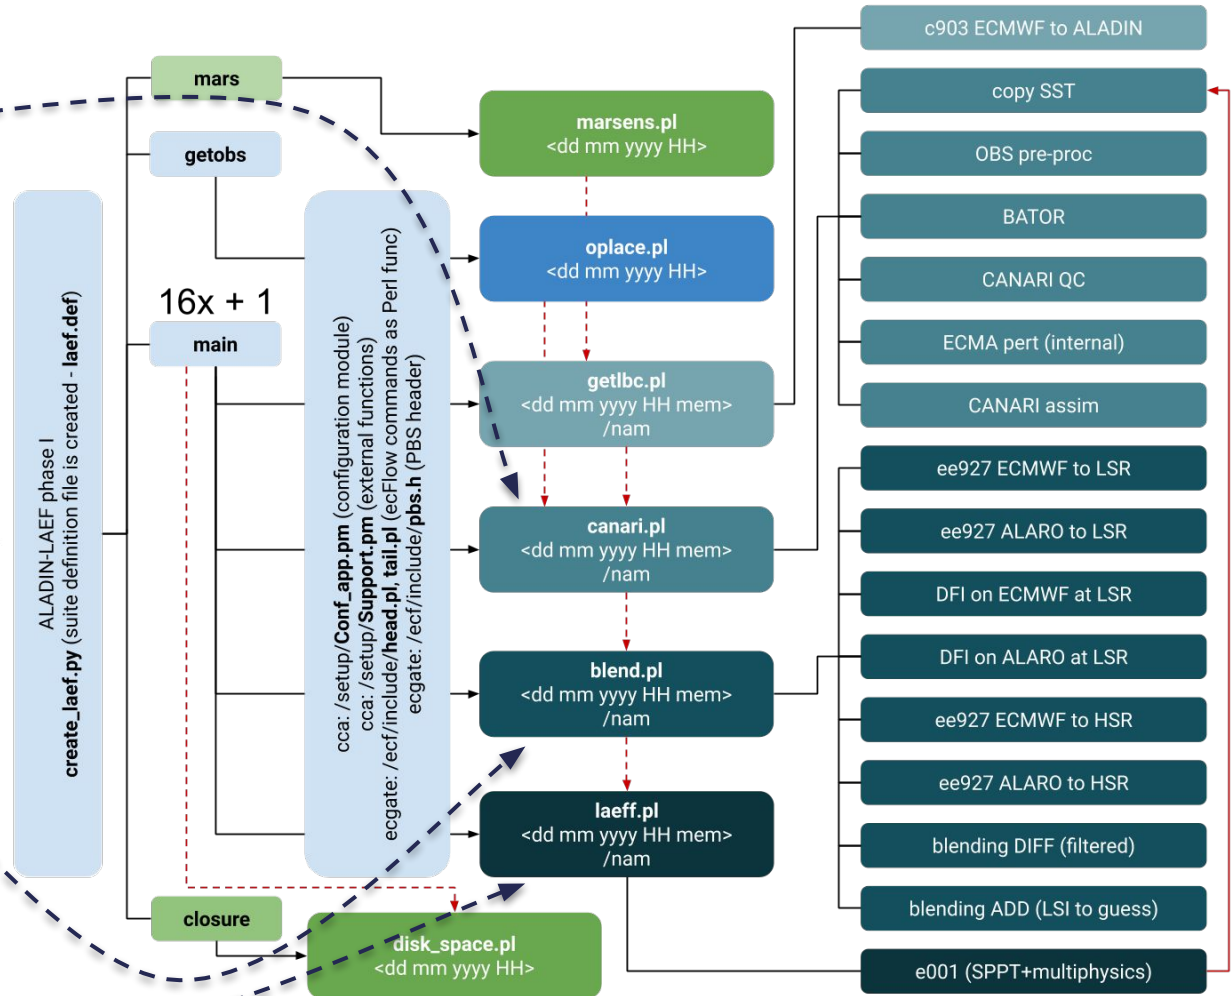 ALADIN-LAEF phase I
create_laef.py (suite definition file is created - laef.def)
mars
getobs
16x + 1
main
closure
cca: /setup/Conf_app.pm (configuration module)
cca: /setup/Support.pm (external functions)
ecgate: /ecf/include/head.pl, tail.pl (ecFlow commands as Perl func)
ecgate: /ecf/include/pbs.h (PBS header)
marsens.pl
<dd mm yyyy HH>
oplace.pl
<dd mm yyyy HH>
getlbc.pl
<dd mm yyyy HH mem>
/nam
canari.pl
<dd mm yyyy HH mem>
/nam
blend.pl
<dd mm yyyy HH mem>
/nam
laeff.pl
<dd mm yyyy HH mem>
/nam
disk_space.pl
<dd mm yyyy HH>
c903 ECMWF to ALADIN
copy SST
OBS pre-proc
BATOR
CANARI QC
ECMA pert (internal)
CANARI assim
ee927 ECMWF to LSR
ee927 ALARO to LSR
DFI on ECMWF at LSR
DFI on ALARO at LSR
ee927 ECMWF to HSR
ee927 ALARO to HSR
blending DIFF (filtered)
blending ADD (LSI to guess)
e001 (SPPT+multiphysics)